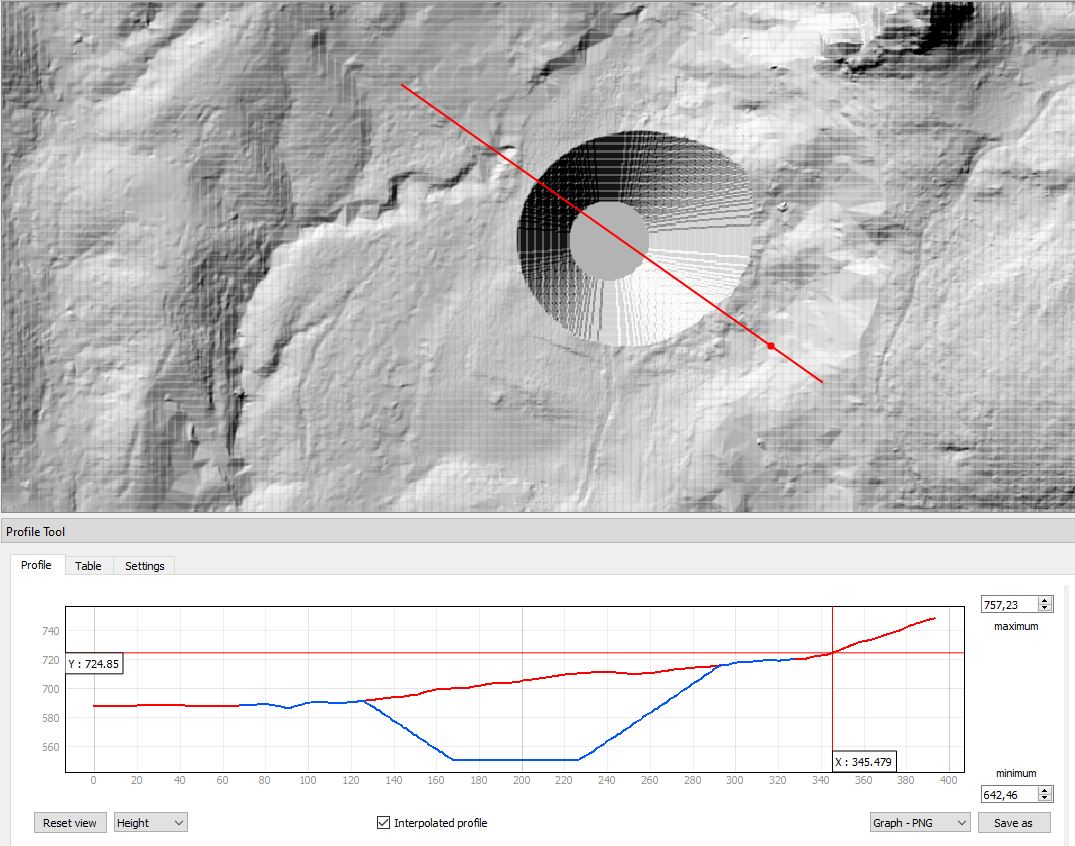 Profile Tool
Profile
Table
Settings
740
720
700
580
560
Y : 724.85
X : 345.479
0
20
40
60
80
100
120
140
160
180
200
220
240
260
280
300
320
340
360
380
400
757,23
maximum
minimum
642,46
Reset view
Height
Interpolated profile
Graph - PNG
Save as